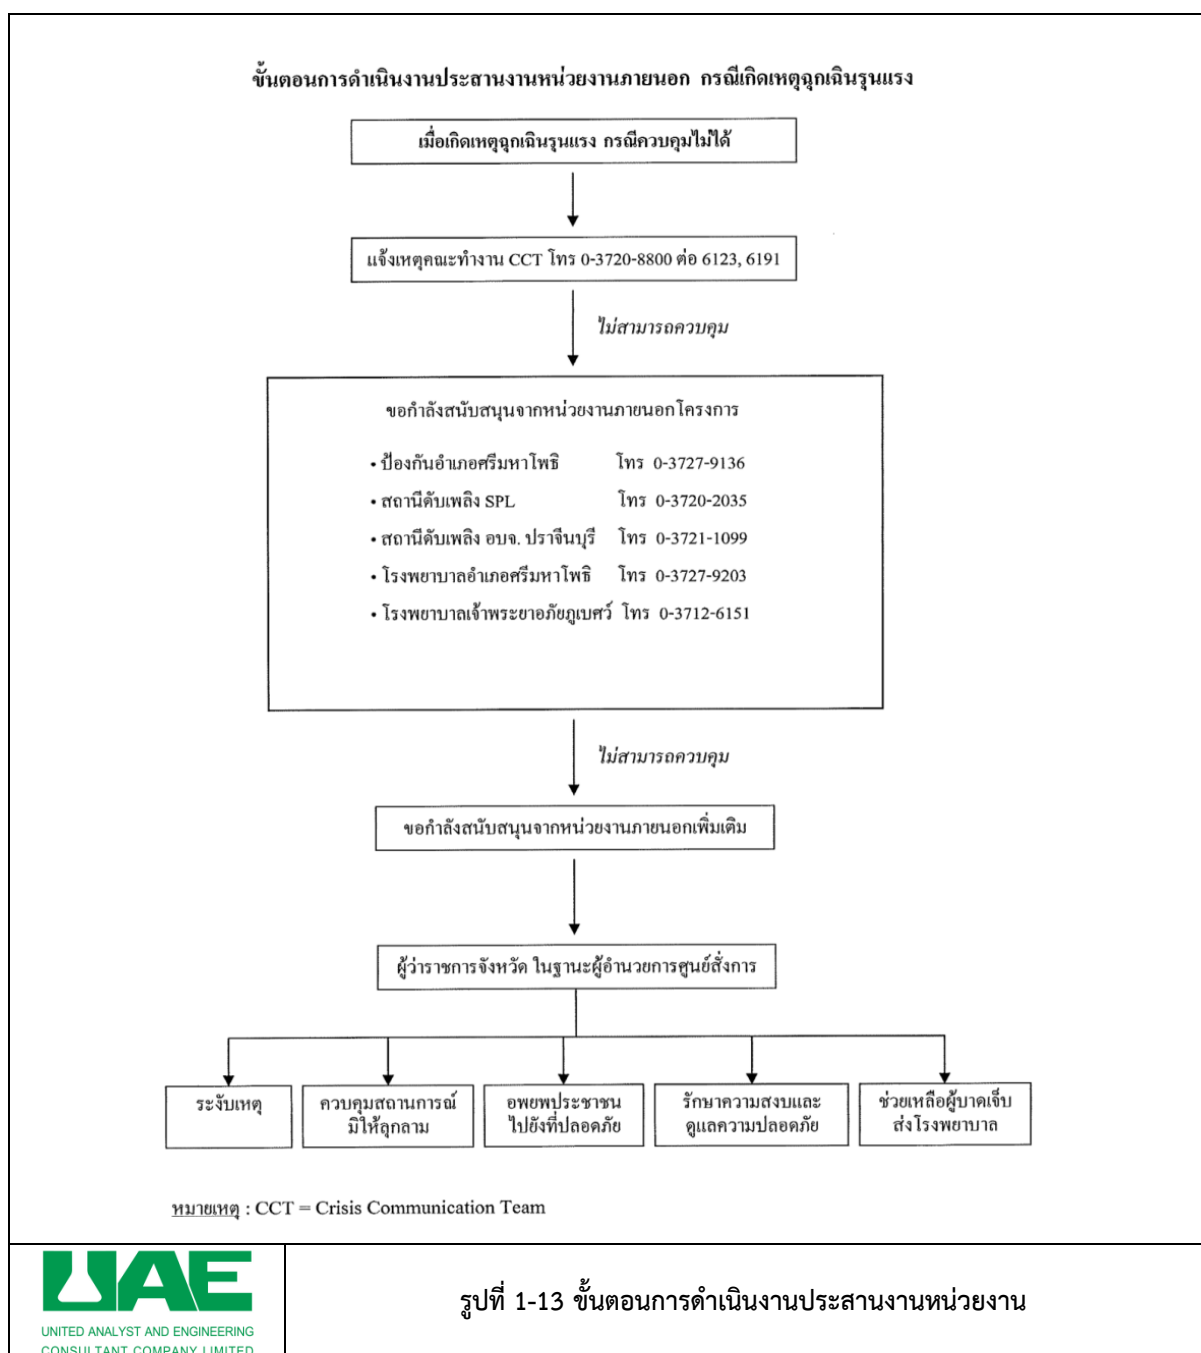 ขั้นตอนการดำเนินงานประสานงานหน่วยงานภายนอก กรณีเกิดเหตุฉุกเฉินรุนแรง
เมื่อเกิดเหตุฉุกเฉินรุนแรง กรณีควบคุมไม่ได้
แจ้งเหตุคณะทำงาน CCT โทร 0-3720-8800 ต่อ 6123, 6191
ไม่สามารถควบคุม
ขอกำลังสนับสนุนจากหน่วยงานภายนอกโครงการ
• ป้องกันอำเภอศรีมหาโพธิ โทร 0-3727-9136
• สถานีดับเพลิง SPL โทร 0-3720-2035
• สถานีดับเพลิง อบจ. ปราจีนบุรี โทร 0-3721-1099
• โรงพยาบาลอำเภอศรีมหาโพธิ โทร 0-3727-9203
• โรงพยาบาลเจ้าพระยาอภัยภูเบศว์ โทร 0-3712-6151
ไม่สามารถควบคุม
ขอกำลังสนับสนุนจากหน่วยงานภายนอกเพิ่มเติม
ผู้ว่าราชการจังหวัด ในฐานะผู้อำนวยการศูนย์สั่งการ
ระงับเหตุ
ควบคุมสถานการณ์
มิให้ลุกลาม
อพยพประชาชน
ไปยังที่ปลอดภัย
รักษาความสงบและ
ดูแลความปลอดภัย
ช่วยเหลือผู้บาดเจ็บ
ส่งโรงพยาบาล
หมายเหตุ : CCT = Crisis Communication Team
UAE
UNITED ANALYST AND ENGINEERING
CONSULTANT COMPANY LIMITED
รูปที่ 1-13 ขั้นตอนการดำเนินงานประสานงานหน่วยงาน